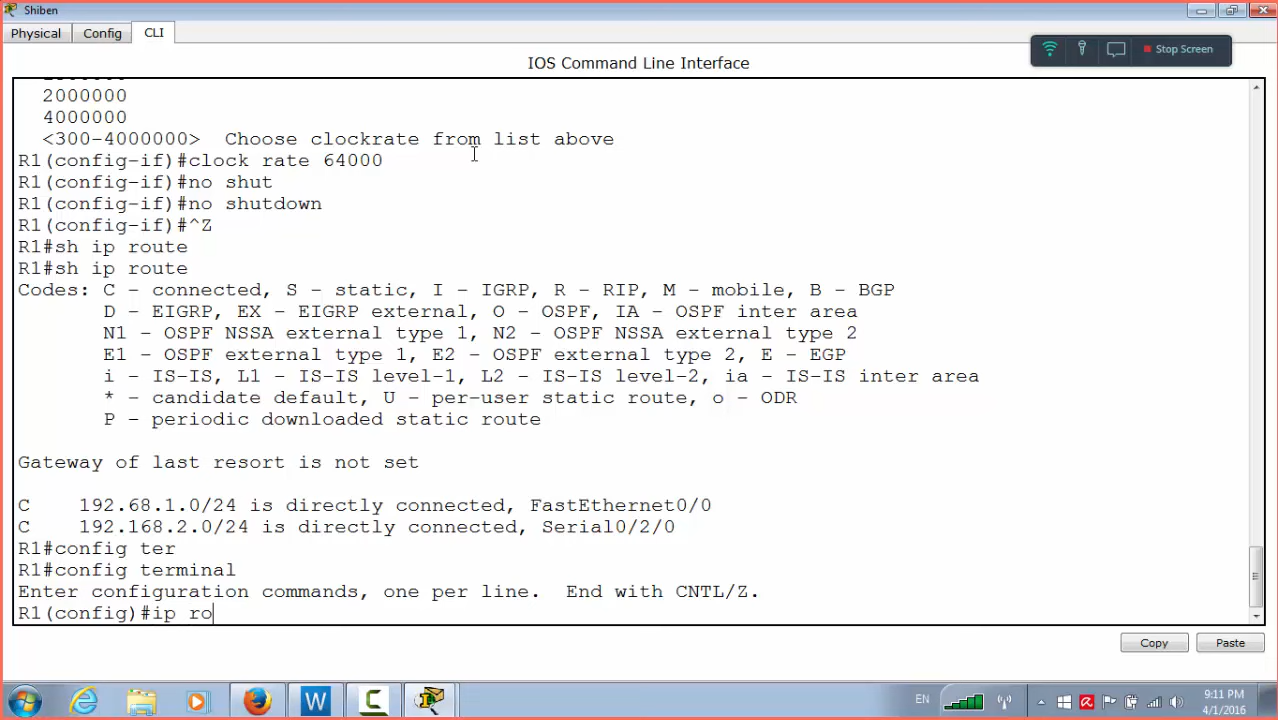 Shiben
Physical Config CLI
Stop Screen
IOS Command Line Interface
2000000
4000000
<300-4000000> Choose clockrate from list above
R1(config-if)#clock rate 64000
R1(config-if)#no shut
R1(config-if)#no shutdown
R1(config-if)#^Z
R1#sh ip route
R1#sh ip route
Codes: C - connected, S - static, I - IGRP, R - RIP, M - mobile, B - BGP
D - EIGRP, EX - EIGRP external, O - OSPF, IA - OSPF inter area
N1 - OSPF NSSA external type 1, N2 - OSPF NSSA external type 2
E1 - OSPF external type 1, E2 - OSPF external type 2, E - EGP
i - IS-IS, L1 - IS-IS level-1, L2 - IS-IS level-2, ia - IS-IS inter area
* - candidate default, U - per-user static route, o - ODR
P - periodic downloaded static route
Gateway of last resort is not set
C 192.68.1.0/24 is directly connected, FastEthernet0/0
C 192.168.2.0/24 is directly connected, Serial0/2/0
R1#config ter
R1#config terminal
Enter configuration commands, one per line. End with CNTL/Z.
R1(config)#ip ro
Copy Paste
EN
9:11 PM
4/1/2016